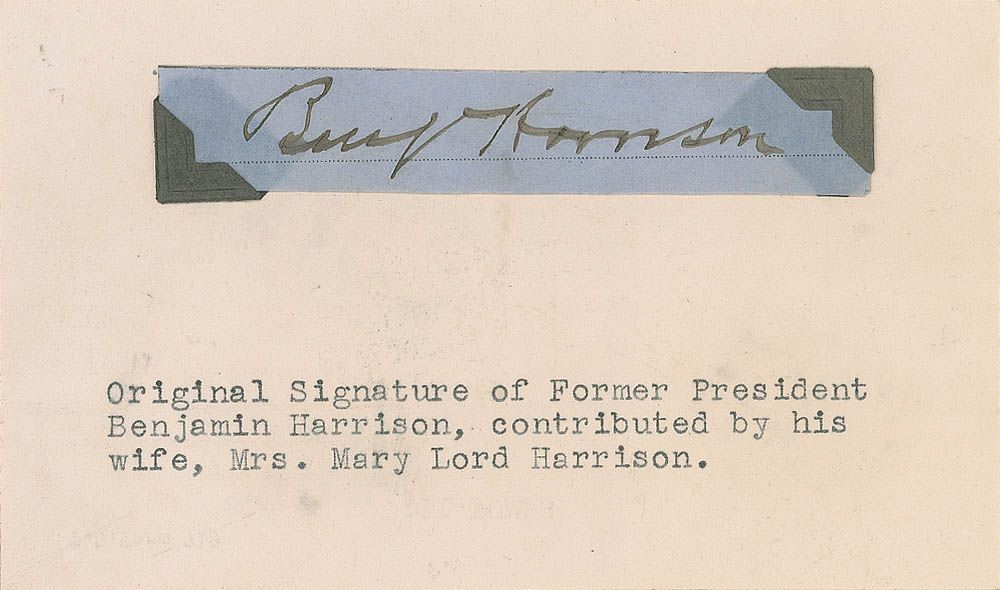 Benj Harrison
Original Signature of Former President
Benjamin Harrison, contributed by his
wife, Mrs. Mary Lord Harrison.